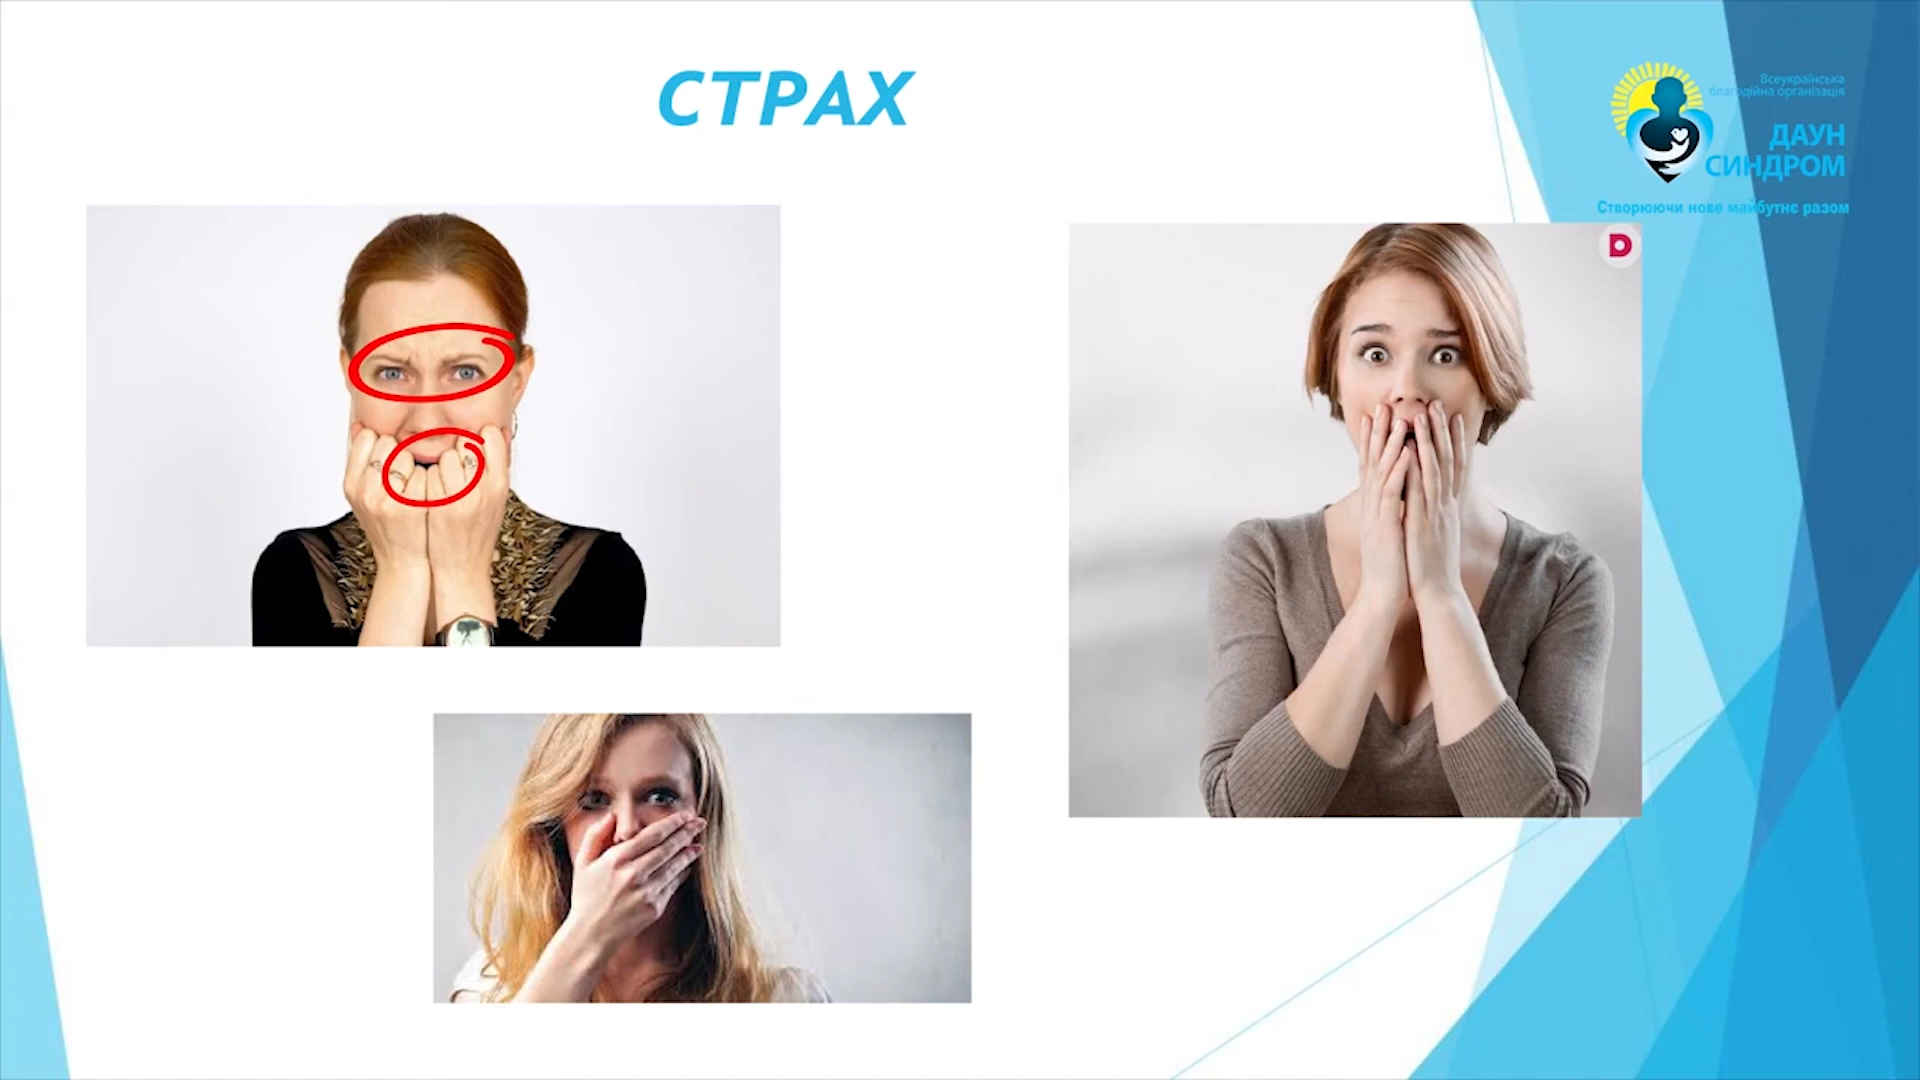 СТРАХ
Всеукраїнська
благодійна організація
ДАУН
СИНДРОМ
Створюючи нове майбутнє разом
D